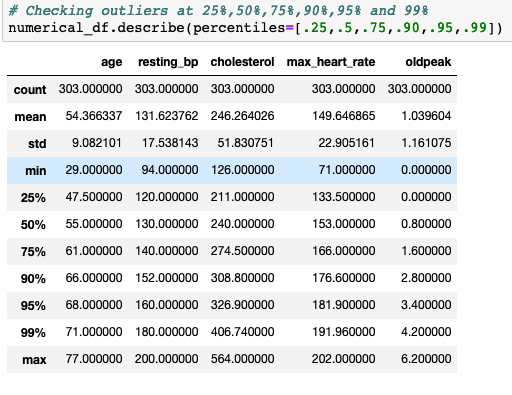 # Checking outliers at 25%,50%,75%,90%,95% and 99%
numerical_df.describe(percentiles=[.25,.5,.75,.90,.95,.99])
age resting_bp cholesterol max_heart_rate oldpeak
count 303.000000 303.000000 303.000000 303.000000 303.000000
mean 54.366337 131.623762 246.264026 149.646865 1.039604
std 9.082101 17.538143 51.830751 22.905161 1.161075
min 29.000000 94.000000 126.000000 71.000000 0.000000
25% 47.500000 120.000000 211.000000 133.500000 0.000000
50% 55.000000 130.000000 240.000000 153.000000 0.800000
75% 61.000000 140.000000 274.500000 166.000000 1.600000
90% 66.000000 152.000000 308.800000 176.600000 2.800000
95% 68.000000 160.000000 326.900000 181.900000 3.400000
99% 71.000000 180.000000 406.740000 191.960000 4.200000
max 77.000000 200.000000 564.000000 202.000000 6.200000